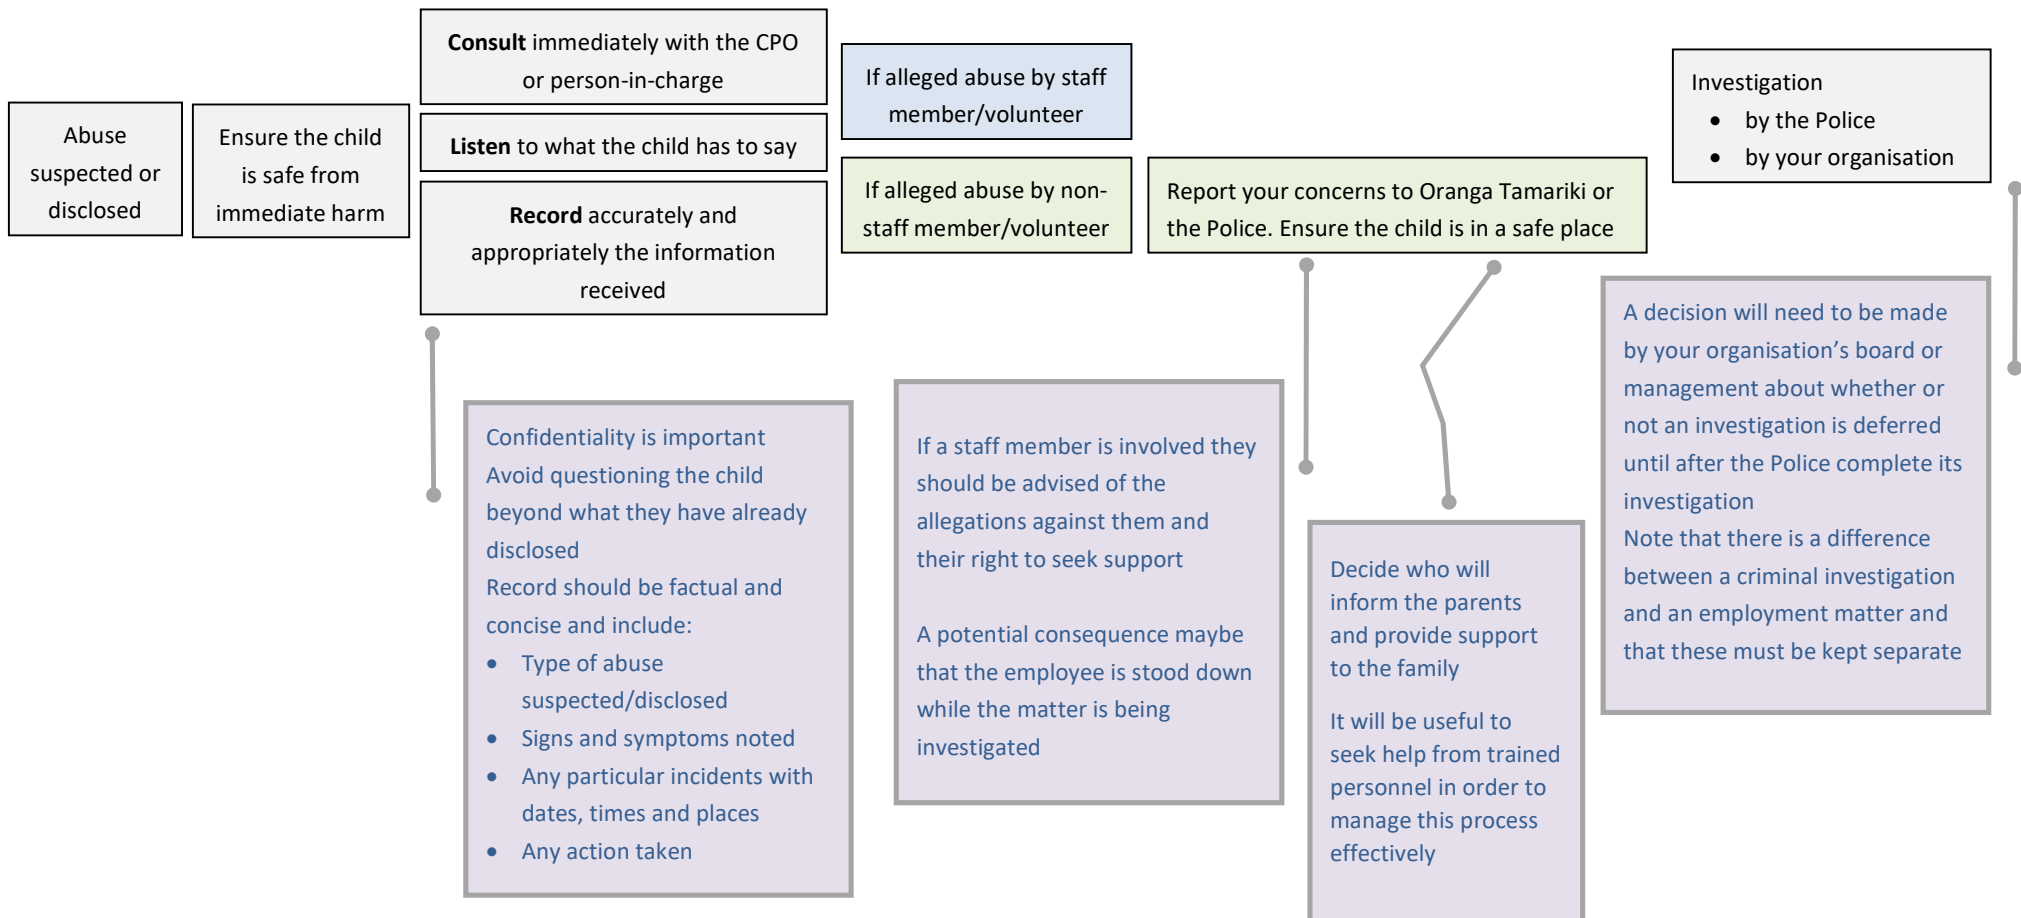 Abuse
suspected or
disclosed
Ensure the child
is safe from
immediate harm
Consult immediately with the CPO
or person-in-charge
Listen to what the child has to say
Record accurately and
appropriately the information
received
If alleged abuse by staff
member/volunteer
If alleged abuse by non-
staff member/volunteer
Report your concerns to Oranga Tamariki or
the Police. Ensure the child is in a safe place
Investigation
• by the Police
• by your organisation
Confidentiality is important
Avoid questioning the child
beyond what they have already
disclosed
Record should be factual and
concise and include:
• Type of abuse
suspected/disclosed
• Signs and symptoms noted
• Any particular incidents with
dates, times and places
• Any action taken
If a staff member is involved they
should be advised of the
allegations against them and
their right to seek support
A potential consequence maybe
that the employee is stood down
while the matter is being
investigated
Decide who will
inform the parents
and provide support
to the family
It will be useful to
seek help from trained
personnel in order to
manage this process
effectively
A decision will need to be made
by your organisation’s board or
management about whether or
not an investigation is deferred
until after the Police complete its
investigation
Note that there is a difference
between a criminal investigation
and an employment matter and
that these must be kept separate